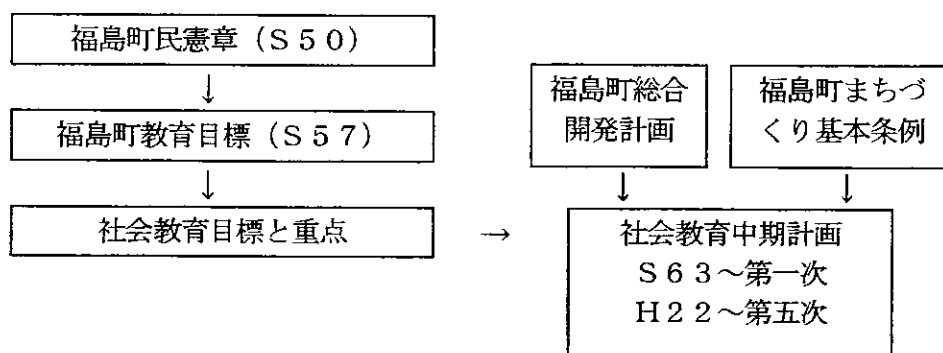 福島町民憲章（Ｓ５０）
↓
福島町教育目標（Ｓ５７）
↓
社会教育目標と重点
→
福島町総合
開発計画
↓
福島町まちづ
くり基本条例
↓
社会教育中期計画
Ｓ６３～第一次
Ｈ２２～第五次